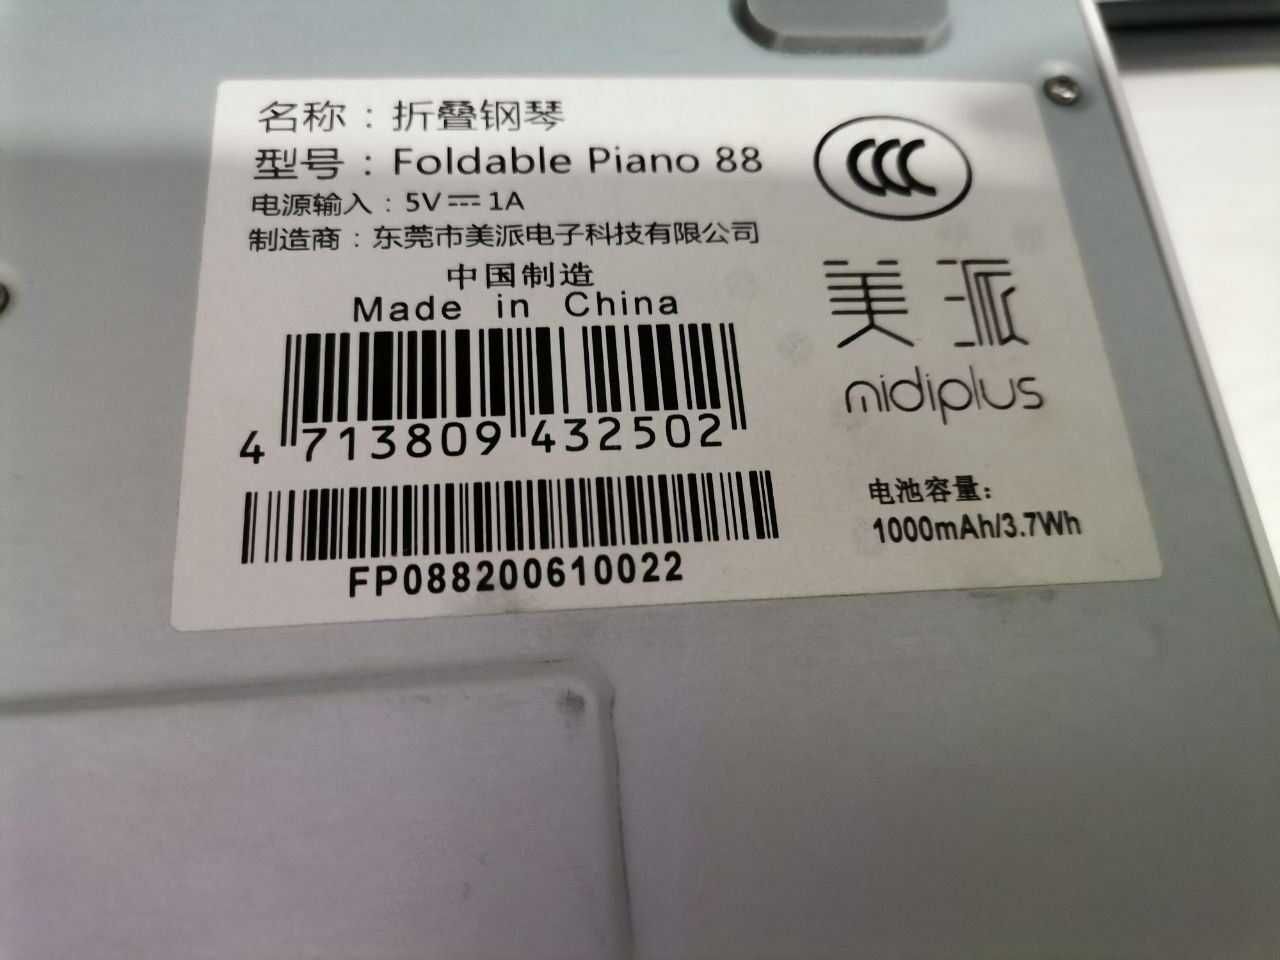 名称：折叠钢琴
型号：Foldable Piano 88
电源输入：5V⎓1A
制造商：东莞市美派电子科技有限公司
中国制造
Made in China
4 713809 432502
FP088200610022
CCC
美派
midiplus
电池容量：
1000mAh/3.7Wh